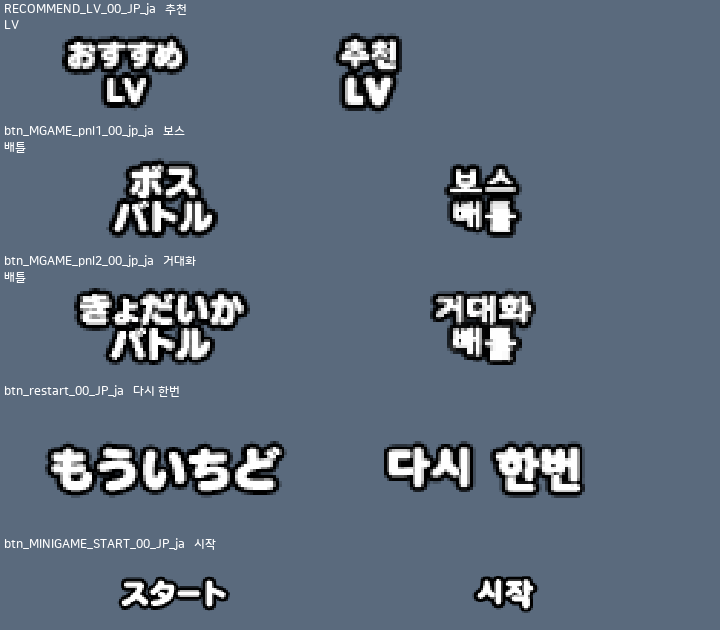 RECOMMEND_LV_00_JP_ja 추천
LV
おすすめ 추천
LV LV
btn_MGAME_pnl1_00_jp_ja 보스
배틀
ボス 보스
バトル 배틀
btn_MGAME_pnl2_00_jp_ja 거대화
배틀
きょだいか 거대화
バトル 배틀
btn_restart_00_JP_ja 다시 한번
もういちど 다시 한번
btn_MINIGAME_START_00_JP_ja 시작
スタート 시작